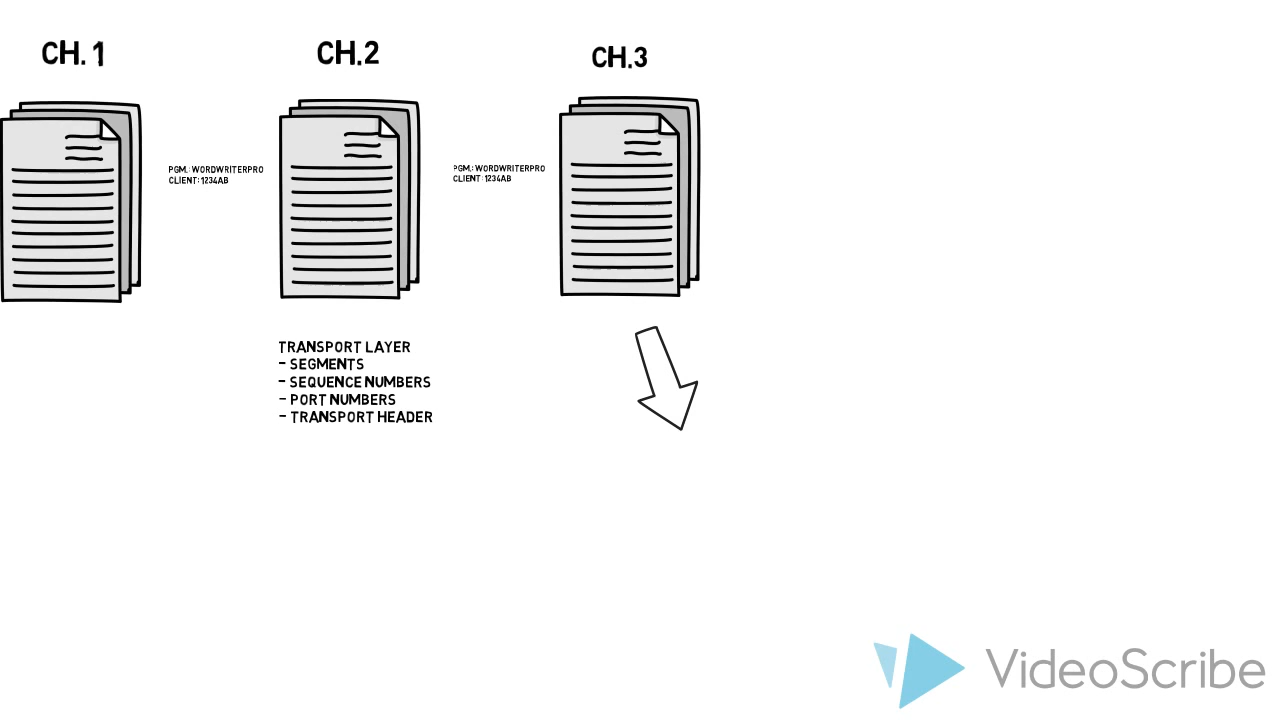 CH. 1
CH.2
CH.3
PGM.: WORDWRITERPRO
CLIENT: 1234AB
PGM.: WORDWRITERPRO
CLIENT: 1234AB
TRANSPORT LAYER
- SEGMENTS
- SEQUENCE NUMBERS
- PORT NUMBERS
- TRANSPORT HEADER
VideoScribe